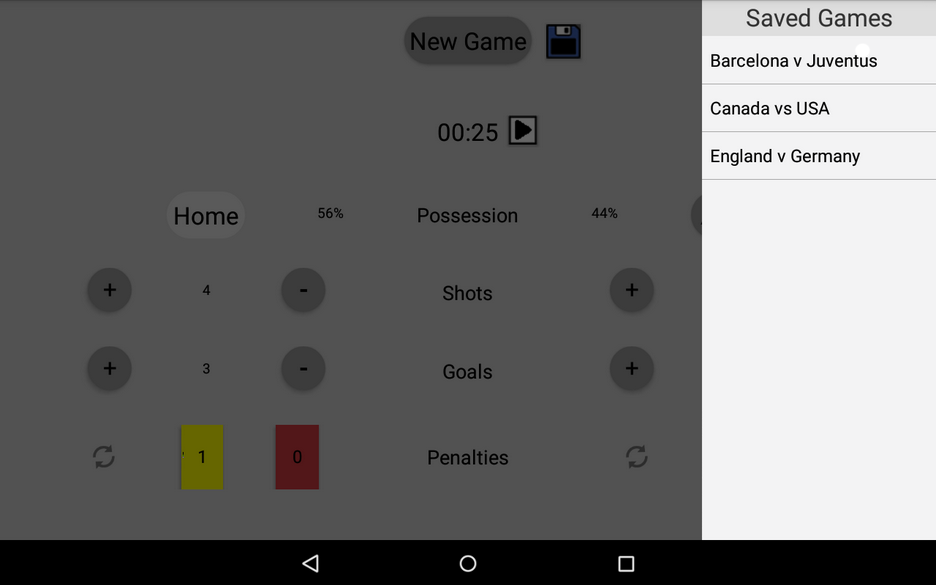 New Game
Saved Games
Barcelona v Juventus
Canada vs USA
England v Germany
00:25
Home 56% Possession 44%
+ 4 - Shots +
+ 3 - Goals +
1 0 Penalties